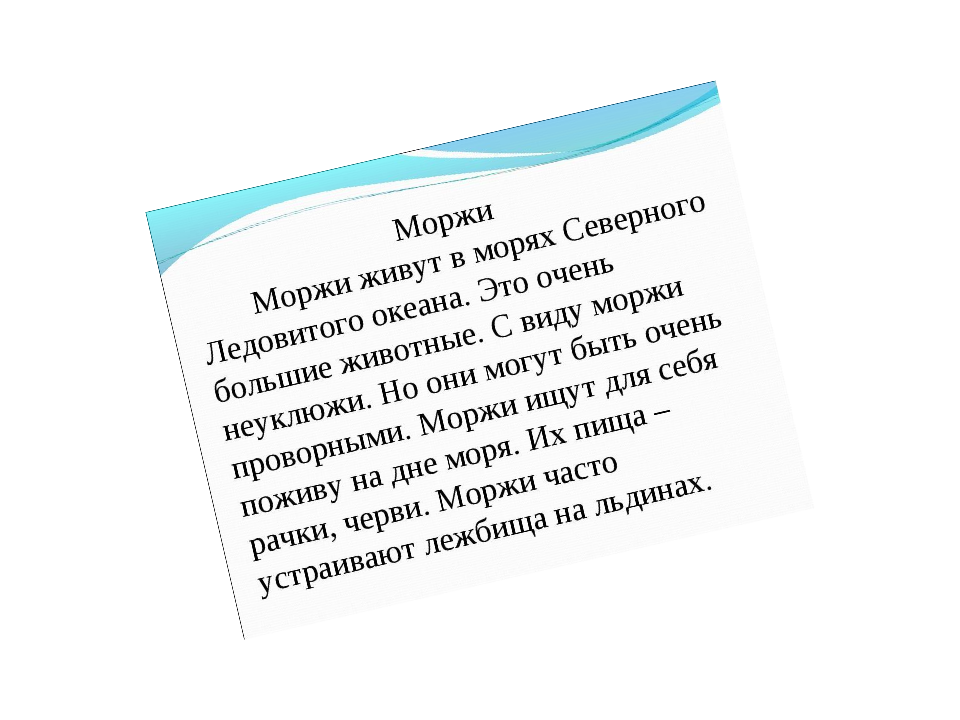 Моржи
Моржи живут в морях Северного
Ледовитого океана. Это очень
большие животные. С виду моржи
неуклюжи. Но они могут быть очень
проворными. Моржи ищут для себя
поживу на дне моря. Их пища –
рачки, черви. Моржи часто
устраивают лежбища на льдинах.